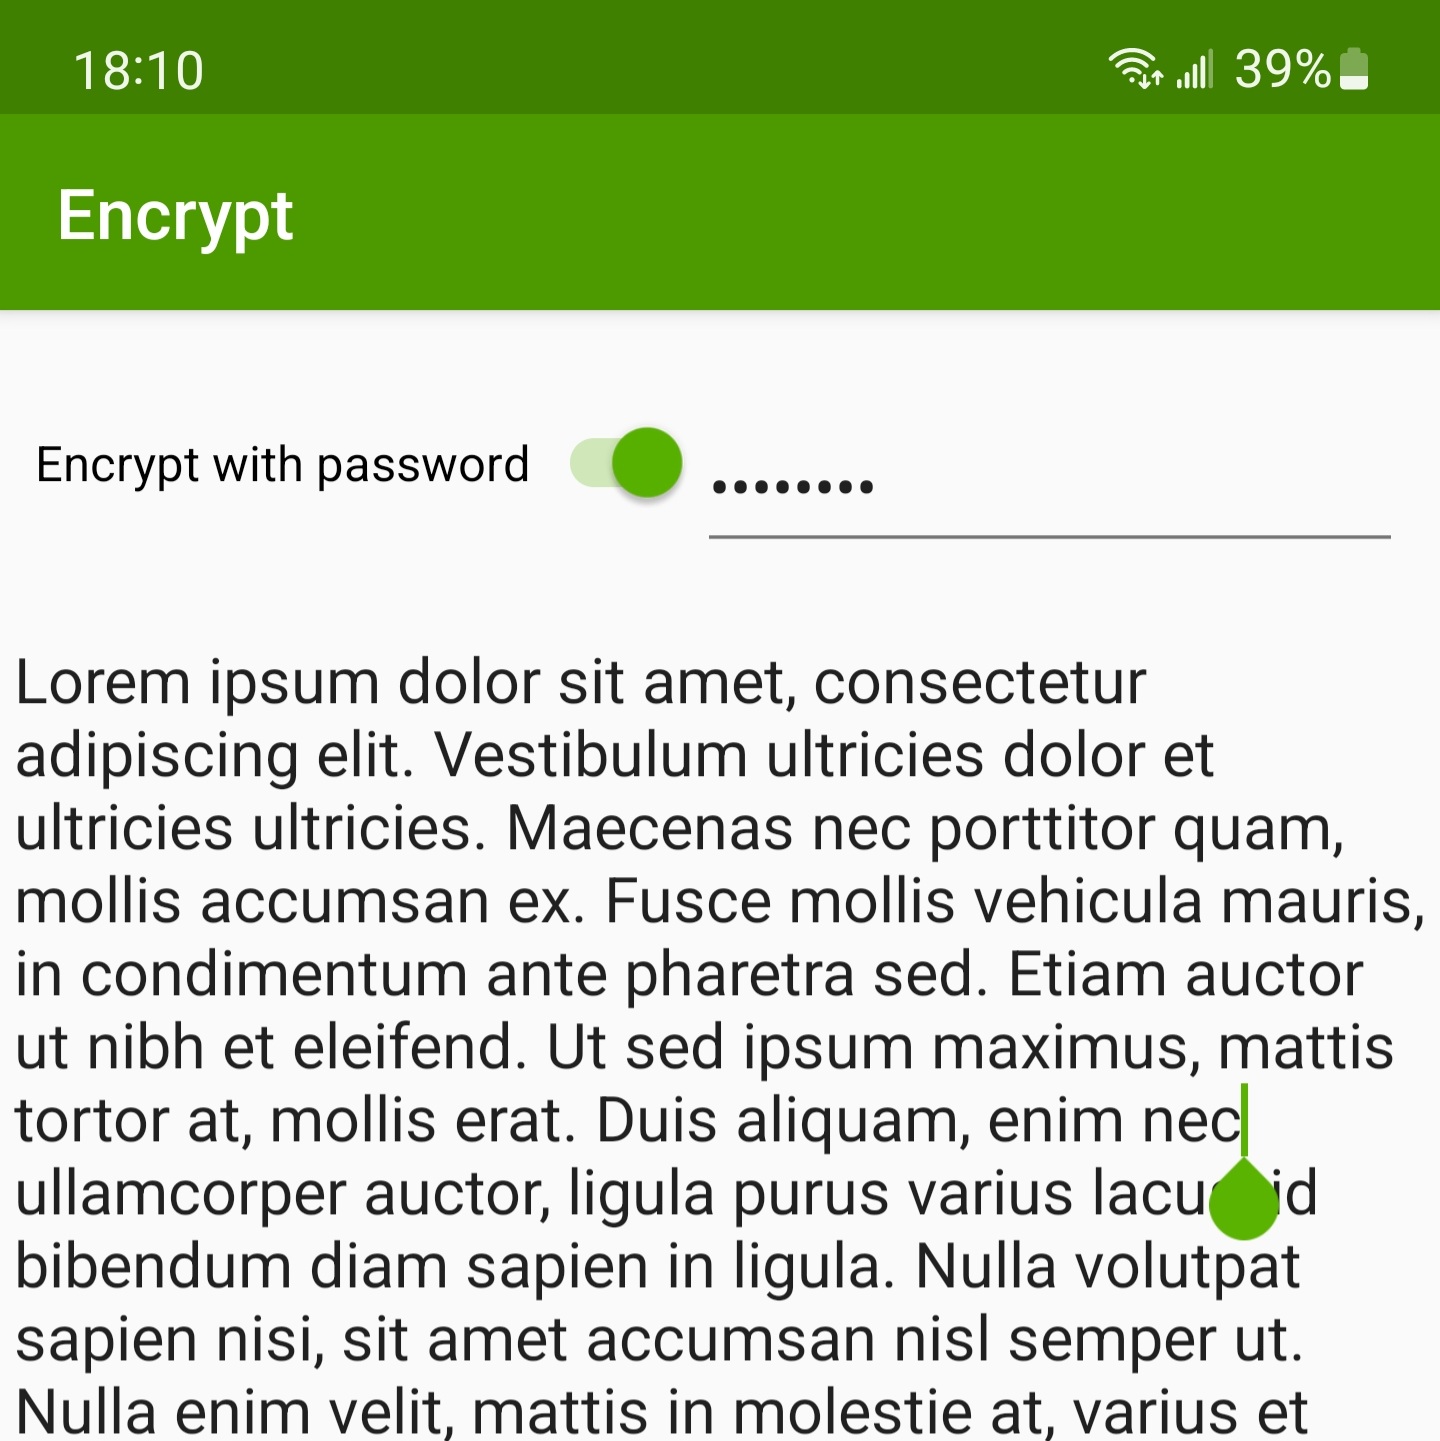 18:10 39%
Encrypt
Encrypt with password ••••••••
Lorem ipsum dolor sit amet, consectetur
adipiscing elit. Vestibulum ultricies dolor et
ultricies ultricies. Maecenas nec porttitor quam,
mollis accumsan ex. Fusce mollis vehicula mauris,
in condimentum ante pharetra sed. Etiam auctor
ut nibh et eleifend. Ut sed ipsum maximus, mattis
tortor at, mollis erat. Duis aliquam, enim nec
ullamcorper auctor, ligula purus varius id
bibendum diam sapien in ligula. Nulla volutpat
sapien nisi, sit amet accumsan nisl semper ut.
Nulla enim velit, mattis in molestie at, varius et